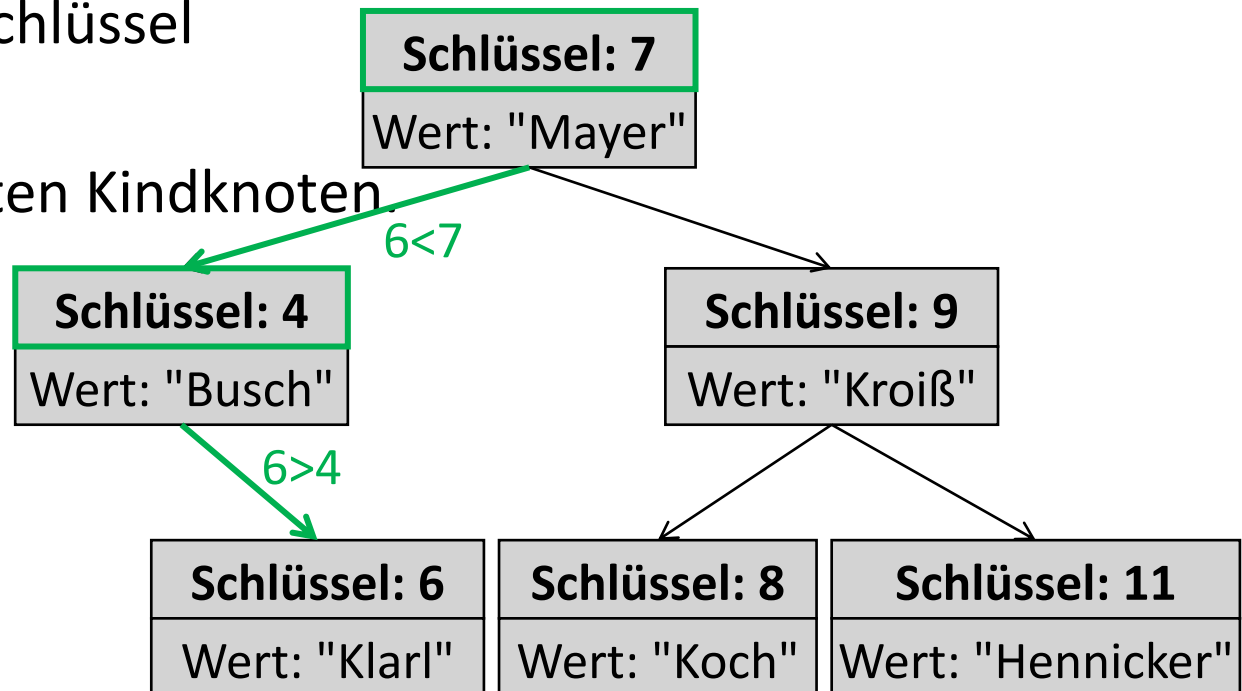 chlüssel
Schlüssel: 7
Wert: "Mayer"
ten Kindknoten.
6<7
Schlüssel: 4
Wert: "Busch"
Schlüssel: 9
Wert: "Kroiß"
6>4
Schlüssel: 6
Wert: "Klarl"
Schlüssel: 8
Wert: "Koch"
Schlüssel: 11
Wert: "Hennicker"